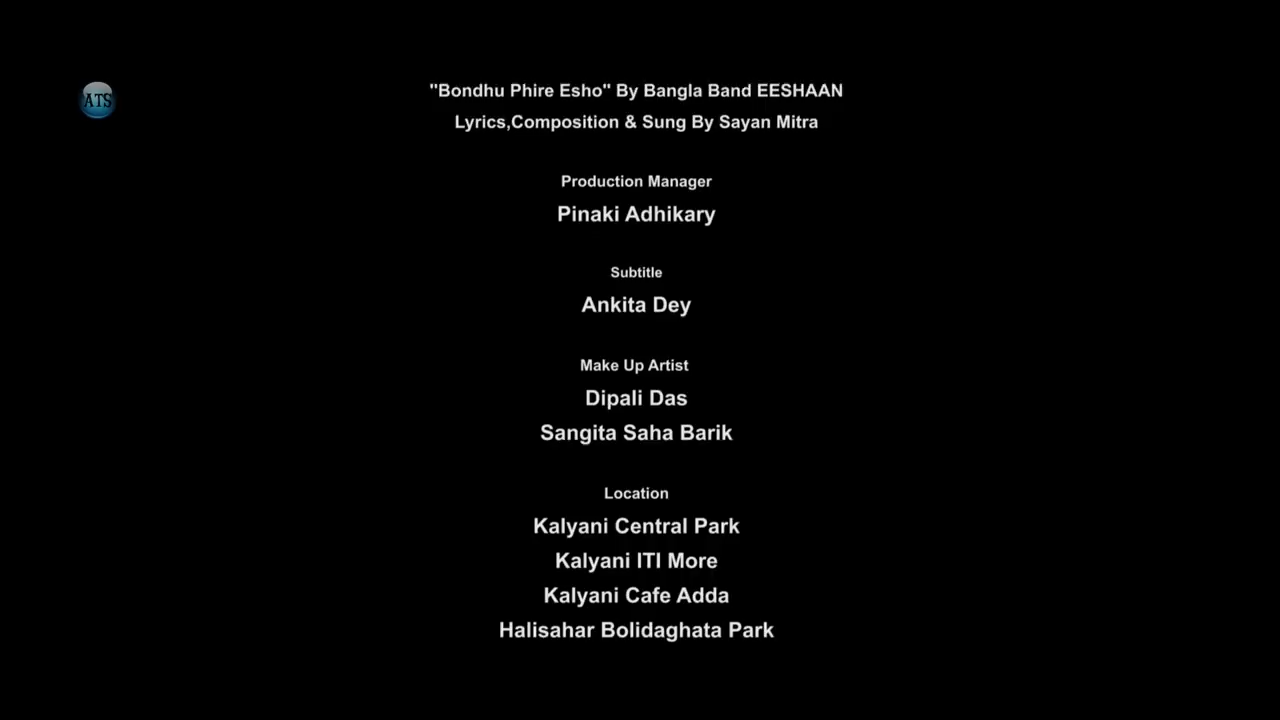 ATS
"Bondhu Phire Esho" By Bangla Band EESHAAN
Lyrics,Composition & Sung By Sayan Mitra
Production Manager
Pinaki Adhikary
Subtitle
Ankita Dey
Make Up Artist
Dipali Das
Sangita Saha Barik
Location
Kalyani Central Park
Kalyani ITI More
Kalyani Cafe Adda
Halisahar Bolidaghata Park